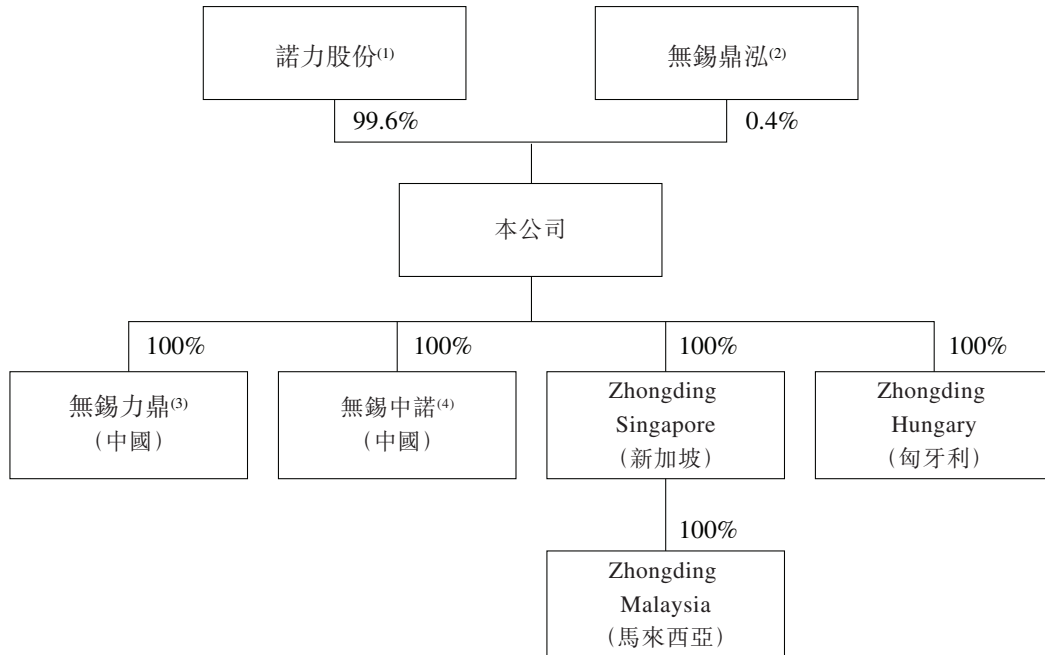 諾力股份(1)
無錫鼎泓(2)
99.6%
0.4%
本公司
100%
100%
100%
100%
無錫力鼎(3)
(中國)
無錫中諾(4)
(中國)
Zhongding
Singapore
(新加坡)
Zhongding
Hungary
(匈牙利)
100%
Zhongding
Malaysia
(馬來西亞)